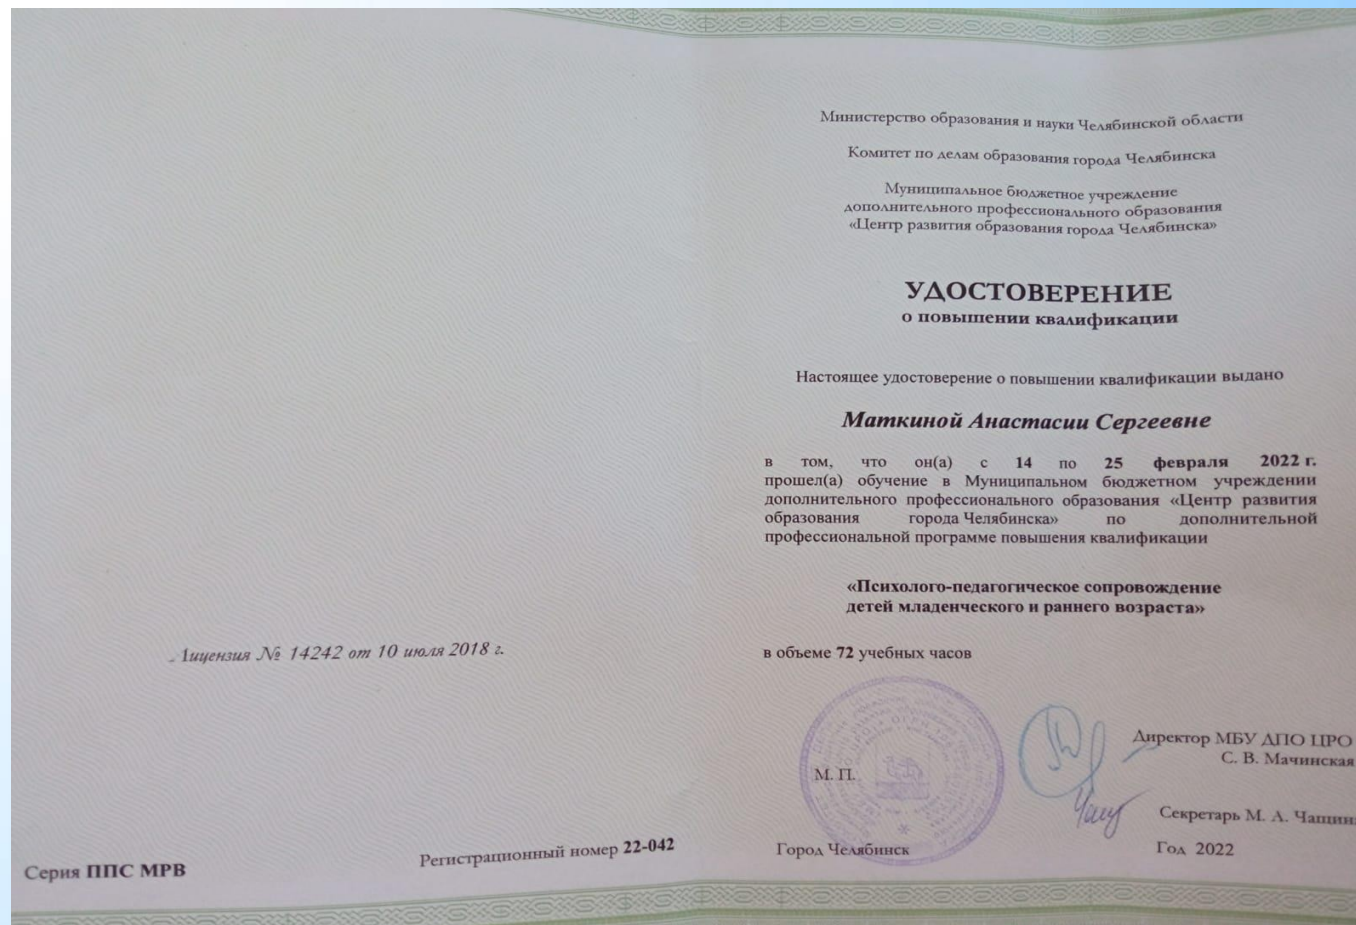 Лицензия № 14242 от 10 июля 2018 г.
Серия ППС МРВ
Регистрационный номер 22-042
Министерство образования и науки Челябинской области
Комитет по делам образования города Челябинска
Муниципальное бюджетное учреждение
дополнительного профессионального образования
«Центр развития образования города Челябинска»
УДОСТОВЕРЕНИЕ
о повышении квалификации
Настоящее удостоверение о повышении квалификации выдано
Маткиной Анастасии Сергеевне
в том, что он(а) с 14 по 25 февраля 2022 г.
прошел(а) обучение в Муниципальном бюджетном учреждении
дополнительного профессионального образования «Центр развития
образования города Челябинска» по дополнительной
профессиональной программе повышения квалификации
«Психолого-педагогическое сопровождение
детей младенческого и раннего возраста»
в объеме 72 учебных часов
Директор МБУ ДПО ЦРО
С. В. Мачинская
М. П.
Секретарь М. А.
Город Челябинск
Год 2022